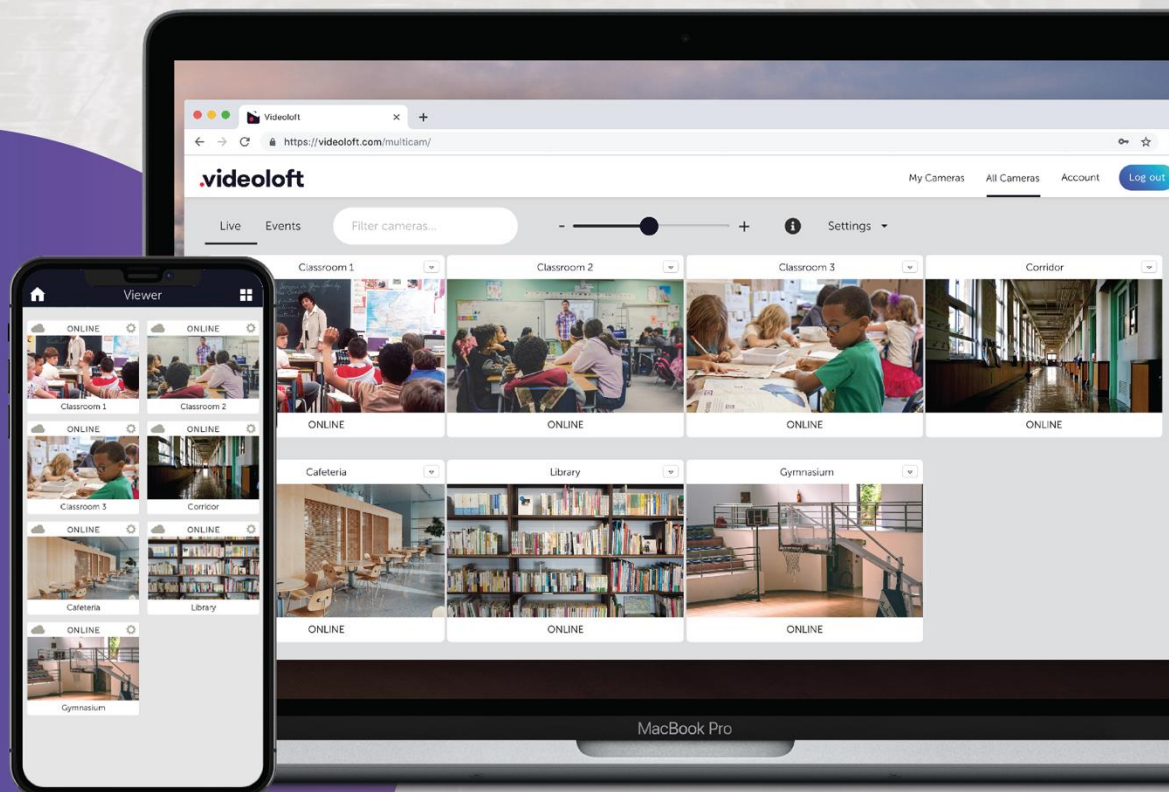 Videoloft
https://videoloft.com/multicam/
.videoloft
My Cameras All Cameras Account Log out
Live Events Filter cameras... - + Settings
Classroom 1 Classroom 2 Classroom 3 Corridor
ONLINE ONLINE ONLINE ONLINE
Cafeteria Library Gymnasium
ONLINE ONLINE ONLINE
MacBook Pro
Viewer
ONLINE ONLINE
Classroom 1 Classroom 2
ONLINE ONLINE
Classroom 3 Corridor
ONLINE ONLINE
Cafeteria Library
ONLINE
Gymnasium